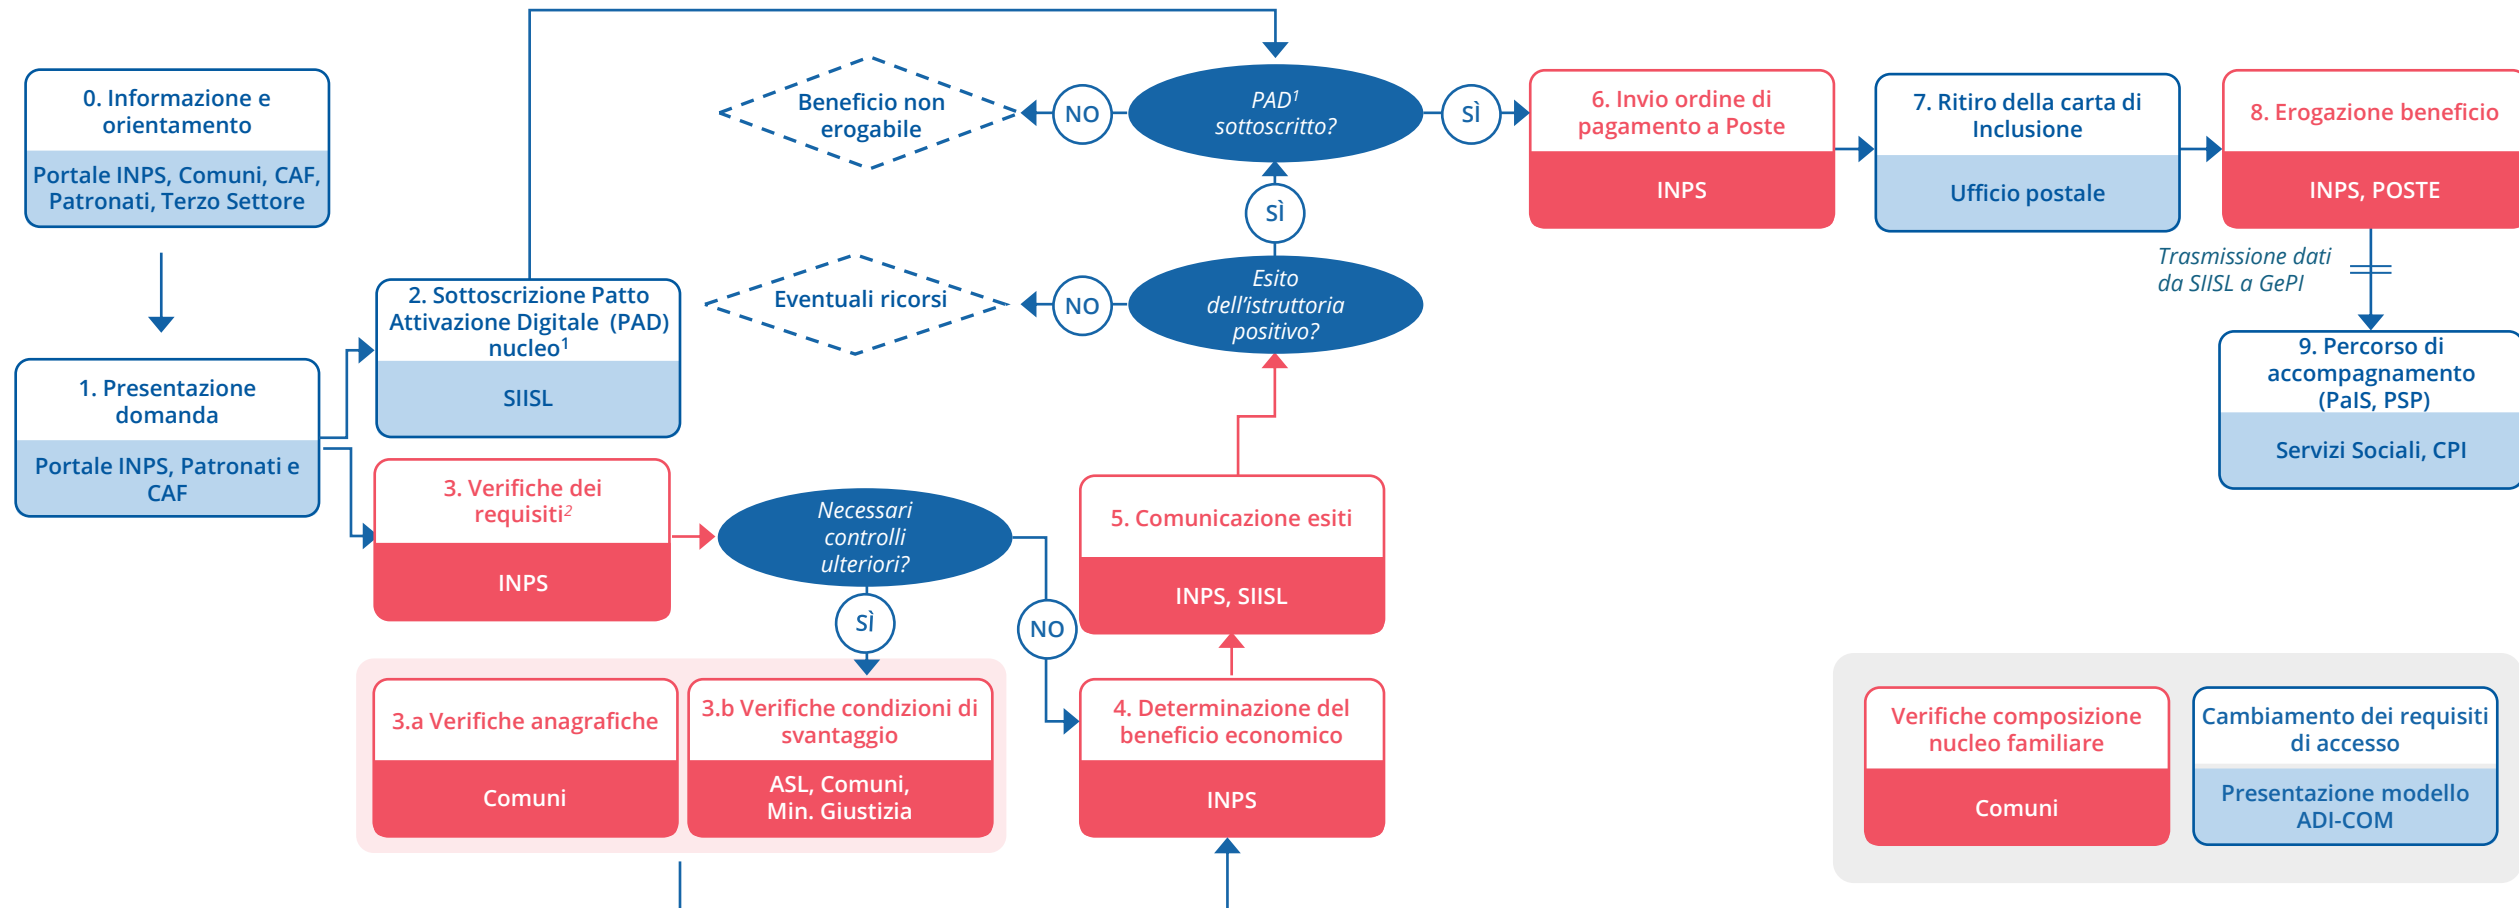 0. Informazione e
orientamento
Portale INPS, Comuni, CAF,
Patronati, Terzo Settore
1. Presentazione
domanda
Portale INPS, Patronati e
CAF
2. Sottoscrizione Patto
Attivazione Digitale (PAD)
nucleo¹
SIISL
3. Verifiche dei
requisiti²
INPS
Necessari
controlli
ulteriori?
SÌ
NO
3.a Verifiche anagrafiche
Comuni
3.b Verifiche condizioni di
svantaggio
ASL, Comuni,
Min. Giustizia
4. Determinazione del
beneficio economico
INPS
5. Comunicazione esiti
INPS, SIISL
Esito
dell'istruttoria
positivo?
NO
Eventuali ricorsi
SÌ
PAD¹
sottoscritto?
NO
Beneficio non
erogabile
SÌ
6. Invio ordine di
pagamento a Poste
INPS
7. Ritiro della carta di
Inclusione
Ufficio postale
8. Erogazione beneficio
INPS, POSTE
Trasmissione dati
da SIISL a GePI
9. Percorso di
accompagnamento
(PaIS, PSP)
Servizi Sociali, CPI
Verifiche composizione
nucleo familiare
Comuni
Cambiamento dei requisiti
di accesso
Presentazione modello
ADI-COM